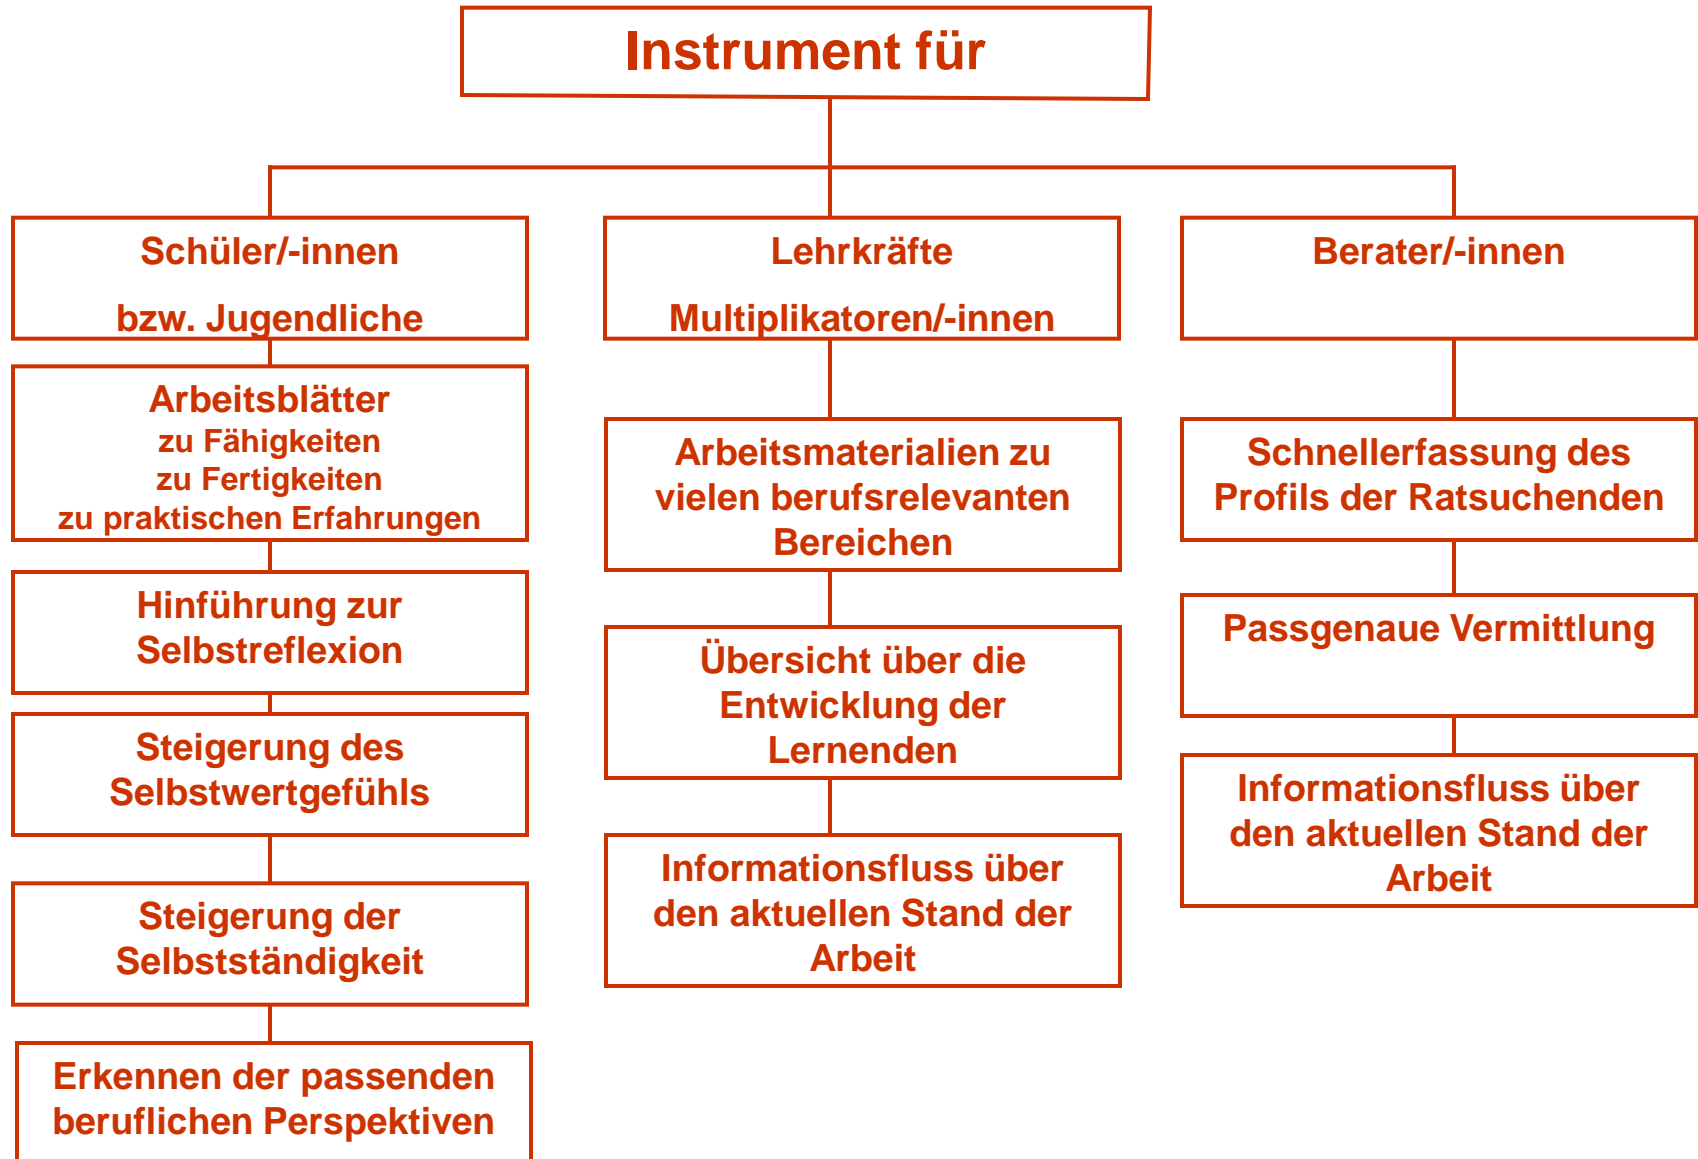 Instrument für
Schüler/-innen
bzw. Jugendliche
Arbeitsblätter
zu Fähigkeiten
zu Fertigkeiten
zu praktischen Erfahrungen
Hinführung zur
Selbstreflexion
Steigerung des
Selbstwertgefühls
Steigerung der
Selbstständigkeit
Erkennen der passenden
beruflichen Perspektiven
Lehrkräfte
Multiplikatoren/-innen
Arbeitsmaterialien zu
vielen berufsrelevanten
Bereichen
Übersicht über die
Entwicklung der
Lernenden
Informationsfluss über
den aktuellen Stand der
Arbeit
Berater/-innen
Schnellerfassung des
Profils der Ratsuchenden
Passgenaue Vermittlung
Informationsfluss über
den aktuellen Stand der
Arbeit